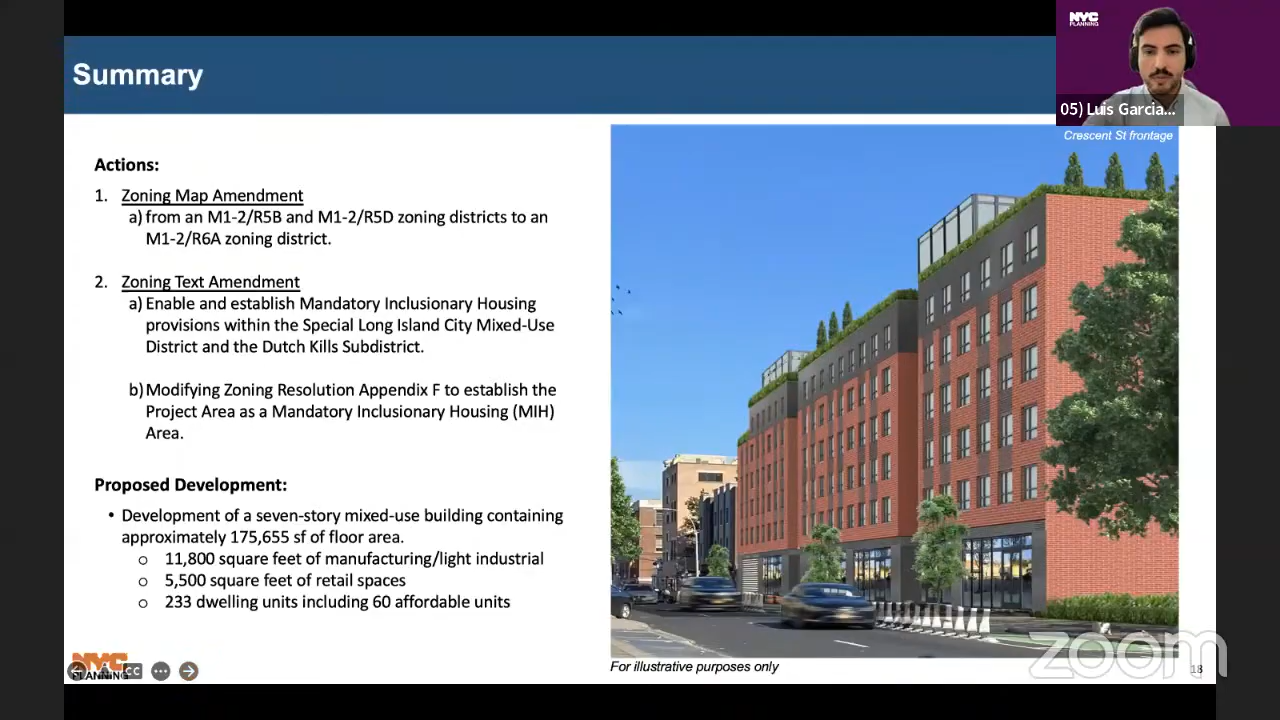 NYC
PLANNING
05) Luis Garcia...
Summary
Crescent St frontage
Actions:
1. Zoning Map Amendment
a) from an M1-2/R5B and M1-2/R5D zoning districts to an
M1-2/R6A zoning district.
2. Zoning Text Amendment
a) Enable and establish Mandatory Inclusionary Housing
provisions within the Special Long Island City Mixed-Use
District and the Dutch Kills Subdistrict.
b) Modifying Zoning Resolution Appendix F to establish the
Project Area as a Mandatory Inclusionary Housing (MIH)
Area.
Proposed Development:
• Development of a seven-story mixed-use building containing
approximately 175,655 sf of floor area.
o 11,800 square feet of manufacturing/light industrial
o 5,500 square feet of retail spaces
o 233 dwelling units including 60 affordable units
For illustrative purposes only
NYC
PLANNING
CC
zoom
18